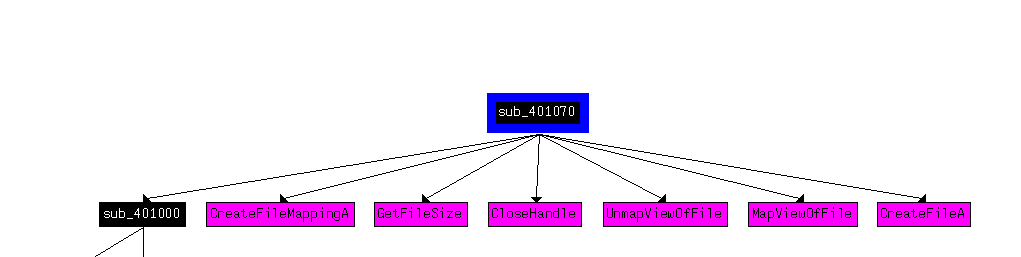 sub_401070
sub_401000
CreateFileMappingA
GetFileSize
CloseHandle
UnmapViewOfFile
MapViewOfFile
CreateFileA